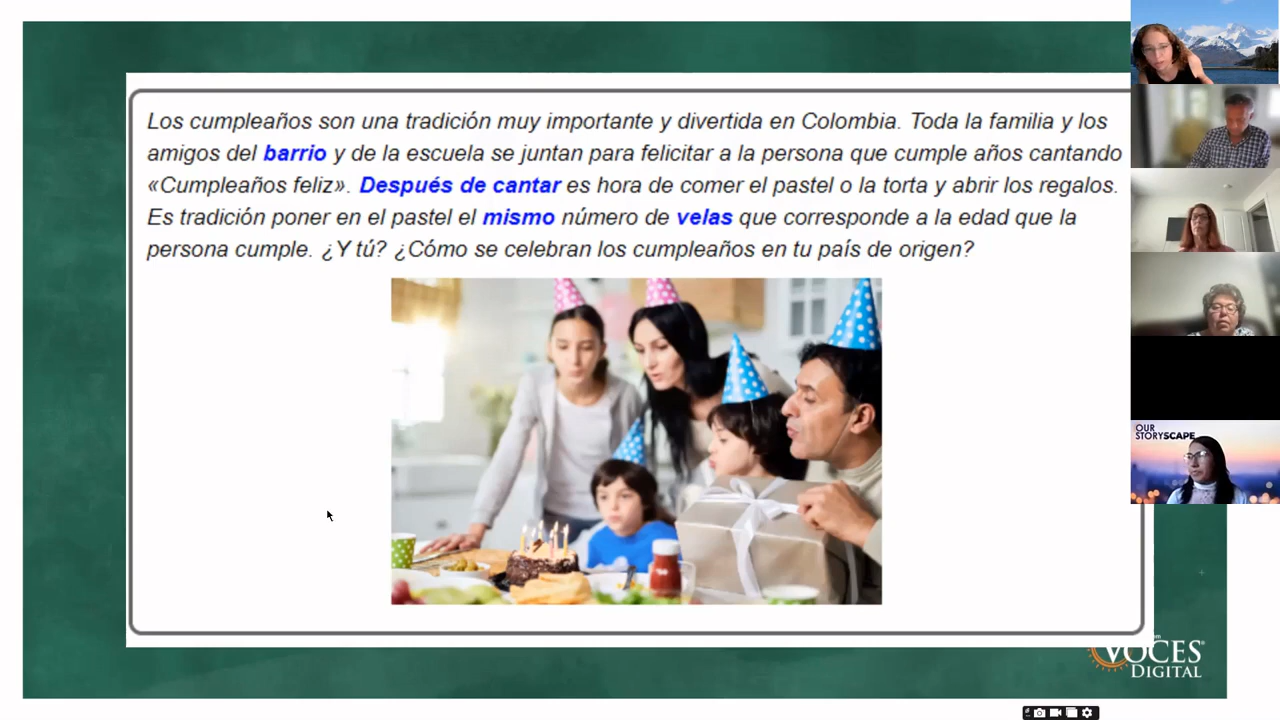 Los cumpleaños son una tradición muy importante y divertida en Colombia. Toda la familia y los
amigos del barrio y de la escuela se juntan para felicitar a la persona que cumple años cantando
«Cumpleaños feliz». Después de cantar es hora de comer el pastel o la torta y abrir los regalos.
Es tradición poner en el pastel el mismo número de velas que corresponde a la edad que la
persona cumple. ¿Y tú? ¿Cómo se celebran los cumpleaños en tu país de origen?
OUR
STORYSCAPE
VOCES
DIGITAL